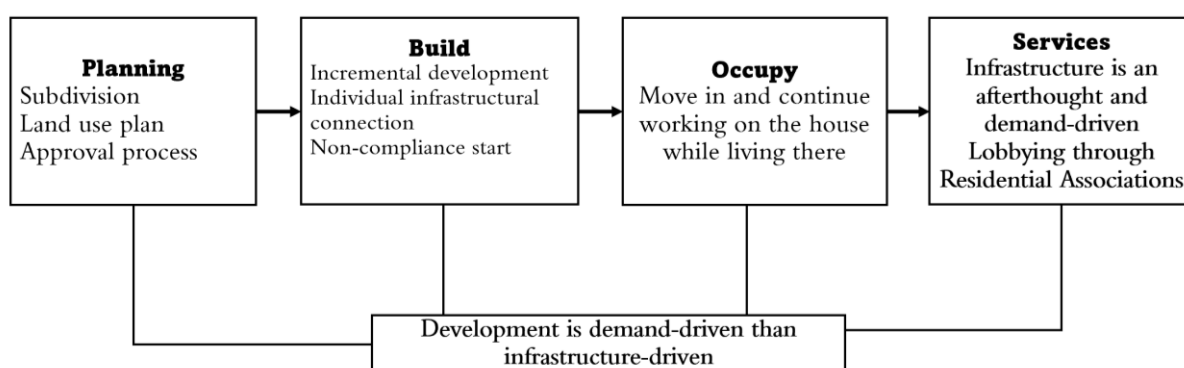 Planning
Subdivision
Land use plan
Approval process
Build
Incremental development
Individual infrastructural
connection
Non-compliance start
Occupy
Move in and continue
working on the house
while living there
Services
Infrastructure is an
afterthought and
demand-driven
Lobbying through
Residential Associations
Development is demand-driven than
infrastructure-driven